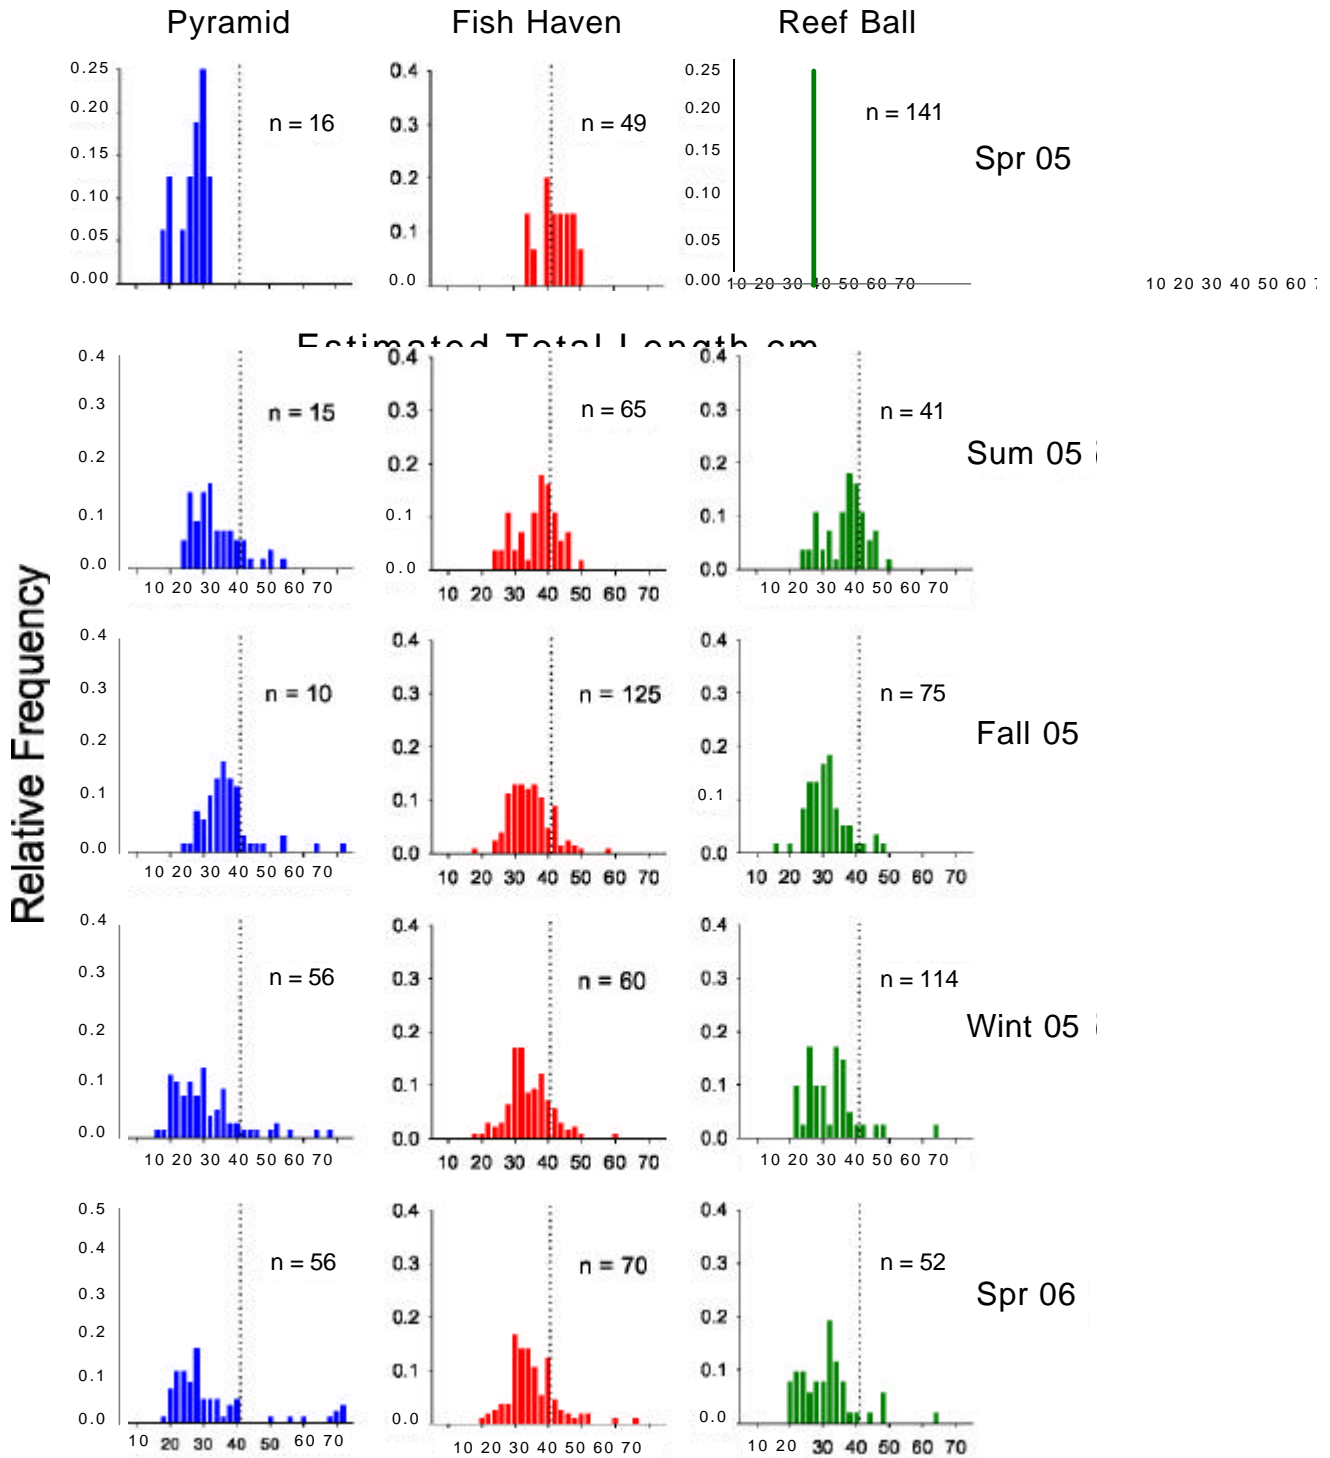 Pyramid Fish Haven Reef Ball
0.25 0.4 0.25
n = 16 n = 49 n = 141
0.20 0.3 0.20
Spr 05
0.15 0.2 0.15
0.10 0.1 0.10
0.05 0.05
0.00 0.0 0.00
10 20 30 40 50 60 70 10 20 30 40 50 60
Estimated Total Length cm
0.4 0.4 0.4
0.3 0.3 0.3
n = 15 n = 65 n = 41
Sum 05
0.2 0.2 0.2
0.1 0.1 0.1
0.0 0.0 0.0
10 20 30 40 50 60 70 10 20 30 40 50 60 70 10 20 30 40 50 60 70
Relative Frequency
0.4 0.4 0.4
0.3 0.3 0.3
n = 10 n = 125 n = 75
Fall 05
0.2 0.2 0.2
0.1 0.1 0.1
0.0 0.0 0.0
10 20 30 40 50 60 70 10 20 30 40 50 60 70 10 20 30 40 50 60 70
0.4 0.4 0.4
0.3 0.3 0.3
n = 56 n = 60 n = 114
Wint 05
0.2 0.2 0.2
0.1 0.1 0.1
0.0 0.0 0.0
10 20 30 40 50 60 70 10 20 30 40 50 60 70 10 20 30 40 50 60 70
0.5 0.4 0.4
0.4 0.3 0.3
n = 56 n = 70 n = 52
Spr 06
0.3 0.2 0.2
0.2 0.1 0.1
0.1 0.0 0.0
0.0
10 20 30 40 50 60 70 10 20 30 40 50 60 70 10 20 30 40 50 60 70